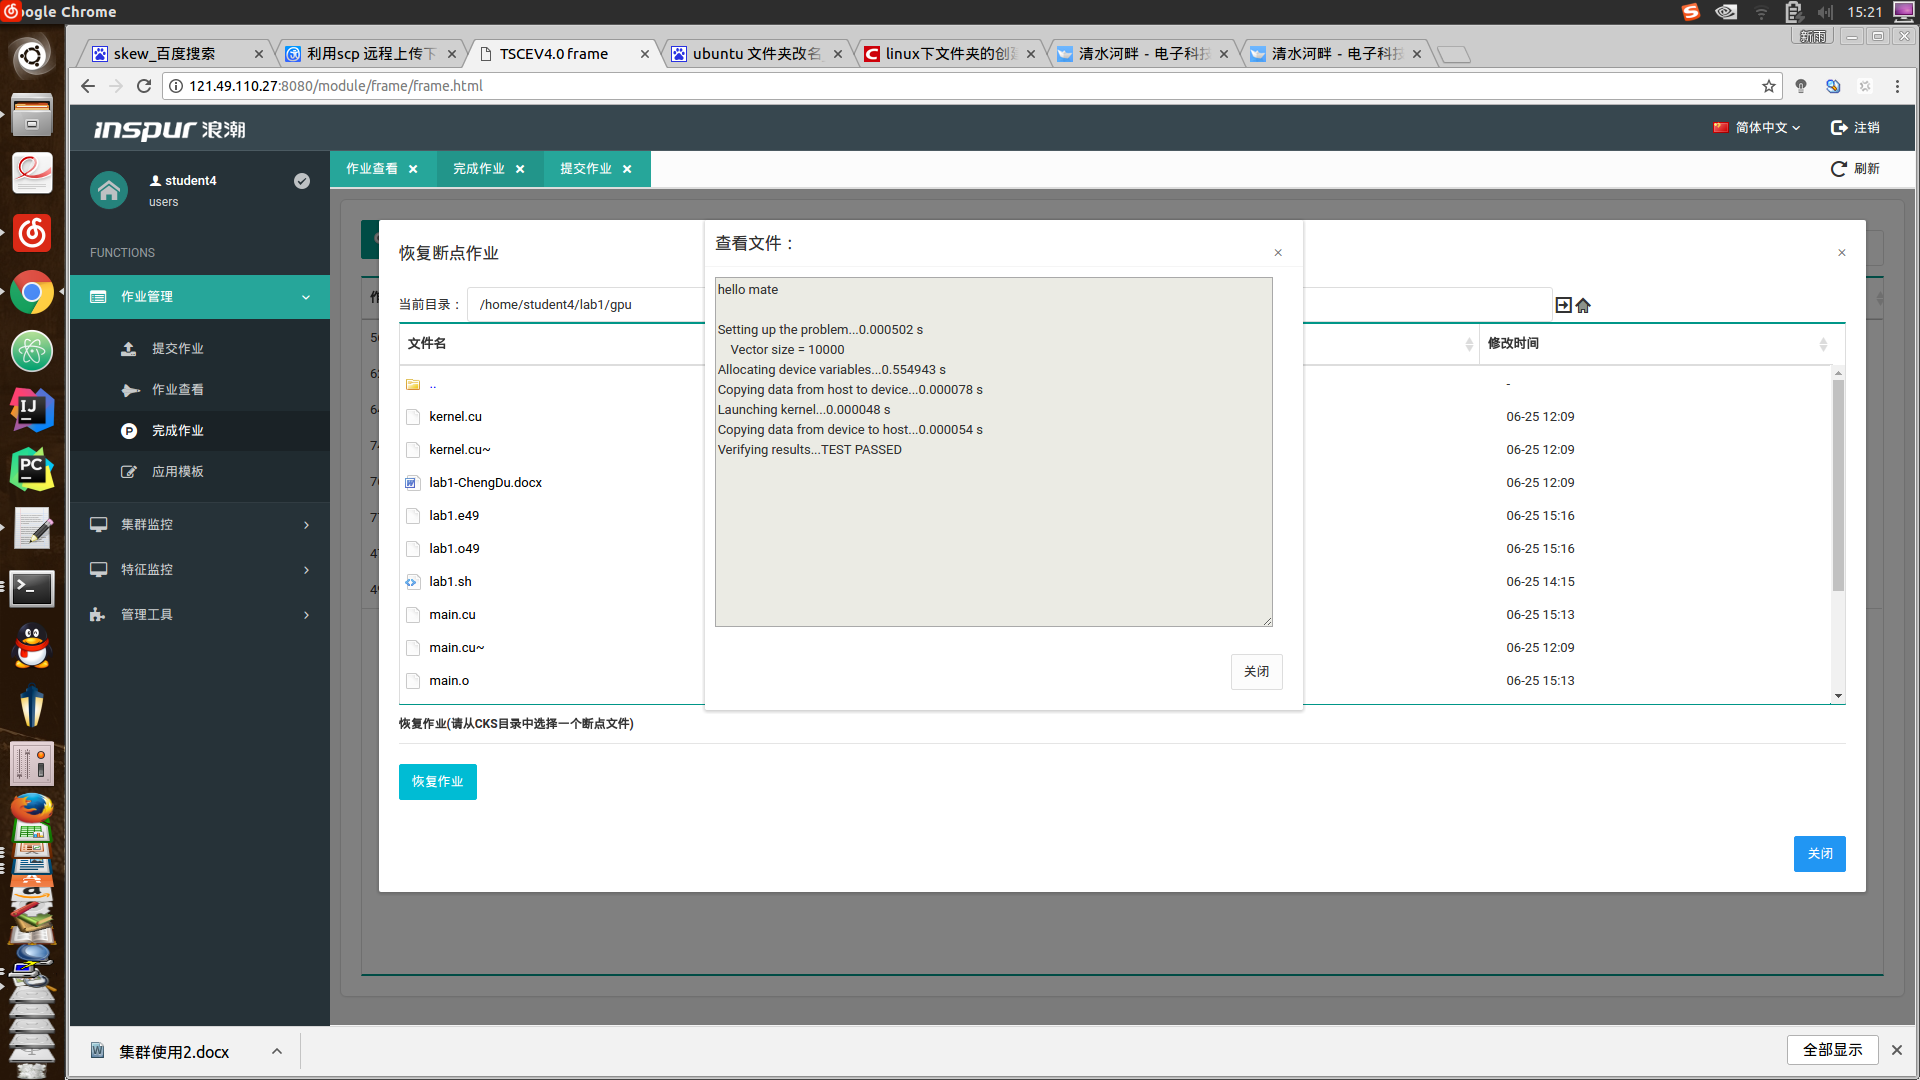 oogle Chrome
15:21
skew_百度搜索
利用scp 远程上传下
TSCEV4.0 frame
ubuntu 文件夹改名
linux下文件夹的创建
清水河畔 - 电子科技
清水河畔 - 电子科技
新雨
121.49.110.27:8080/module/frame/frame.html
inspur 浪潮
简体中文
注销
student4
users
作业查看
完成作业
提交作业
刷新
FUNCTIONS
作业管理
提交作业
作业查看
完成作业
应用模板
集群监控
特征监控
管理工具
恢复断点作业
当前目录：
/home/student4/lab1/gpu
文件名
修改时间
..
-
kernel.cu
06-25 12:09
kernel.cu~
06-25 12:09
lab1-ChengDu.docx
06-25 12:09
lab1.e49
06-25 15:16
lab1.o49
06-25 15:16
lab1.sh
06-25 14:15
main.cu
06-25 15:13
main.cu~
06-25 12:09
main.o
06-25 15:13
查看文件：
hello mate
Setting up the problem...0.000502 s
Vector size = 10000
Allocating device variables...0.554943 s
Copying data from host to device...0.000078 s
Launching kernel...0.000048 s
Copying data from device to host...0.000054 s
Verifying results...TEST PASSED
关闭
恢复作业(请从CKS目录中选择一个断点文件)
恢复作业
关闭
集群使用2.docx
全部显示